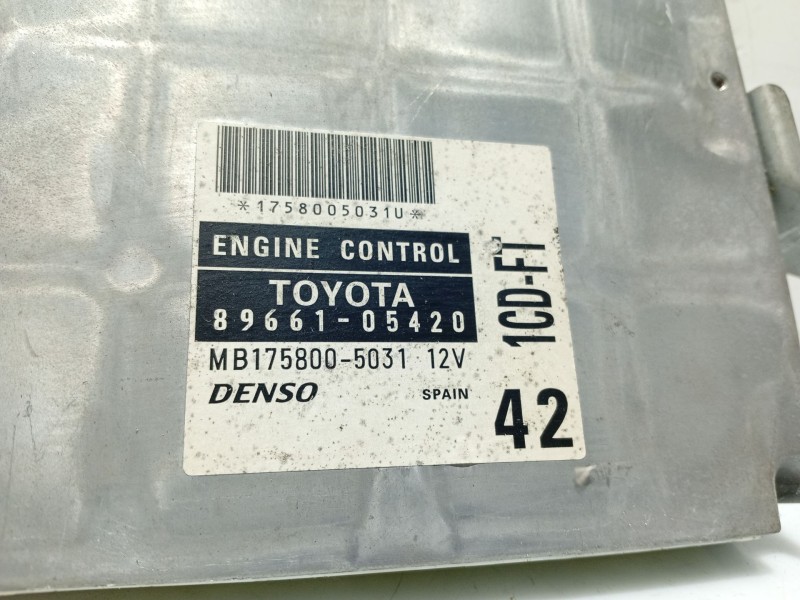 *1758005031U*
ENGINE CONTROL
TOYOTA
89661-05420
MB175800-5031 12V
DENSO SPAIN
1CD-FT
42